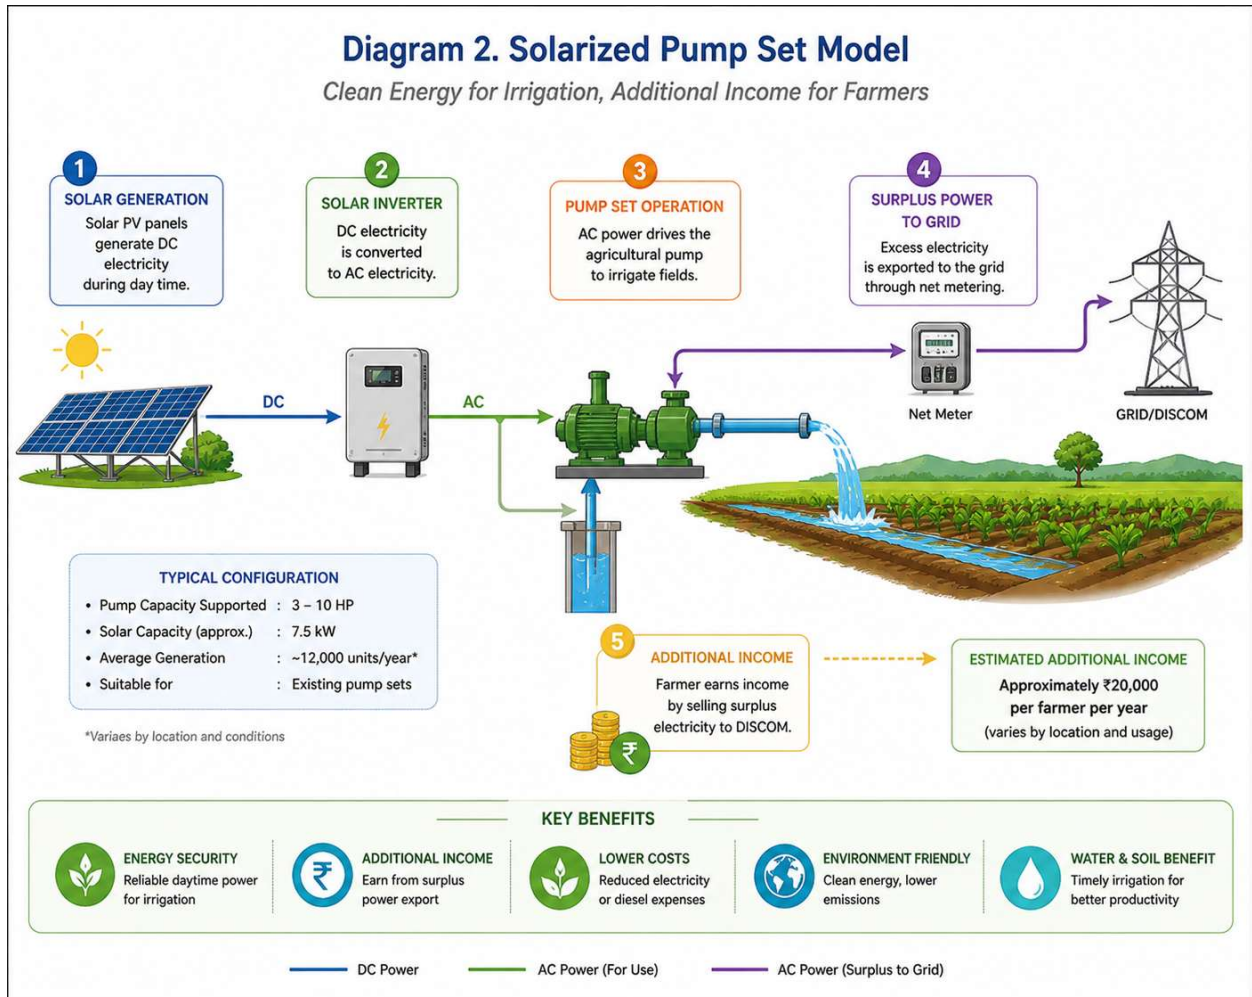 Diagram 2. Solarized Pump Set Model
Clean Energy for Irrigation, Additional Income for Farmers
1
SOLAR GENERATION
Solar PV panels
generate DC
electricity
during day time.
2
SOLAR INVERTER
DC electricity
is converted
to AC electricity.
3
PUMP SET OPERATION
AC power drives the
agricultural pump
to irrigate fields.
4
SURPLUS POWER
TO GRID
Excess electricity
is exported to the grid
through net metering.
DC
AC
Net Meter
GRID/DISCOM
TYPICAL CONFIGURATION
• Pump Capacity Supported : 3 – 10 HP
• Solar Capacity (approx.) : 7.5 kW
• Average Generation : ~12,000 units/year*
• Suitable for : Existing pump sets
*Variaes by location and conditions
5
ADDITIONAL INCOME
Farmer earns income
by selling surplus
electricity to DISCOM.
₹
ESTIMATED ADDITIONAL INCOME
Approximately ₹20,000
per farmer per year
(varies by location and usage)
KEY BENEFITS
ENERGY SECURITY
Reliable daytime power
for irrigation
₹
ADDITIONAL INCOME
Earn from surplus
power export
LOWER COSTS
Reduced electricity
or diesel expenses
ENVIRONMENT FRIENDLY
Clean energy, lower
emissions
WATER & SOIL BENEFIT
Timely irrigation for
better productivity
DC Power
AC Power (For Use)
AC Power (Surplus to Grid)